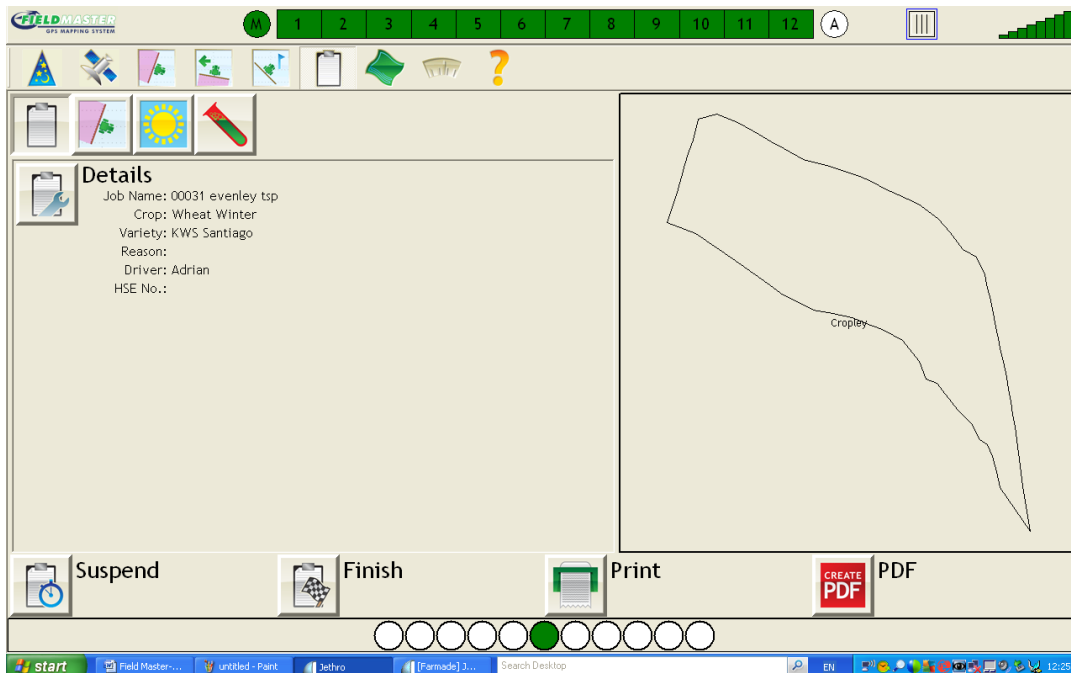 FIELDMASTER
GPS MAPPING SYSTEM
M 1 2 3 4 5 6 7 8 9 10 11 12 A
?
Details
Job Name: 00031 evenley tsp
Crop: Wheat Winter
Variety: KWS Santiago
Reason:
Driver: Adrian
HSE No.:
Cropley
Suspend
Finish
Print
CREATE
PDF
PDF
start
Field Master-...
untitled - Paint
Jethro
[Farmade] J...
Search Desktop
EN
12:25